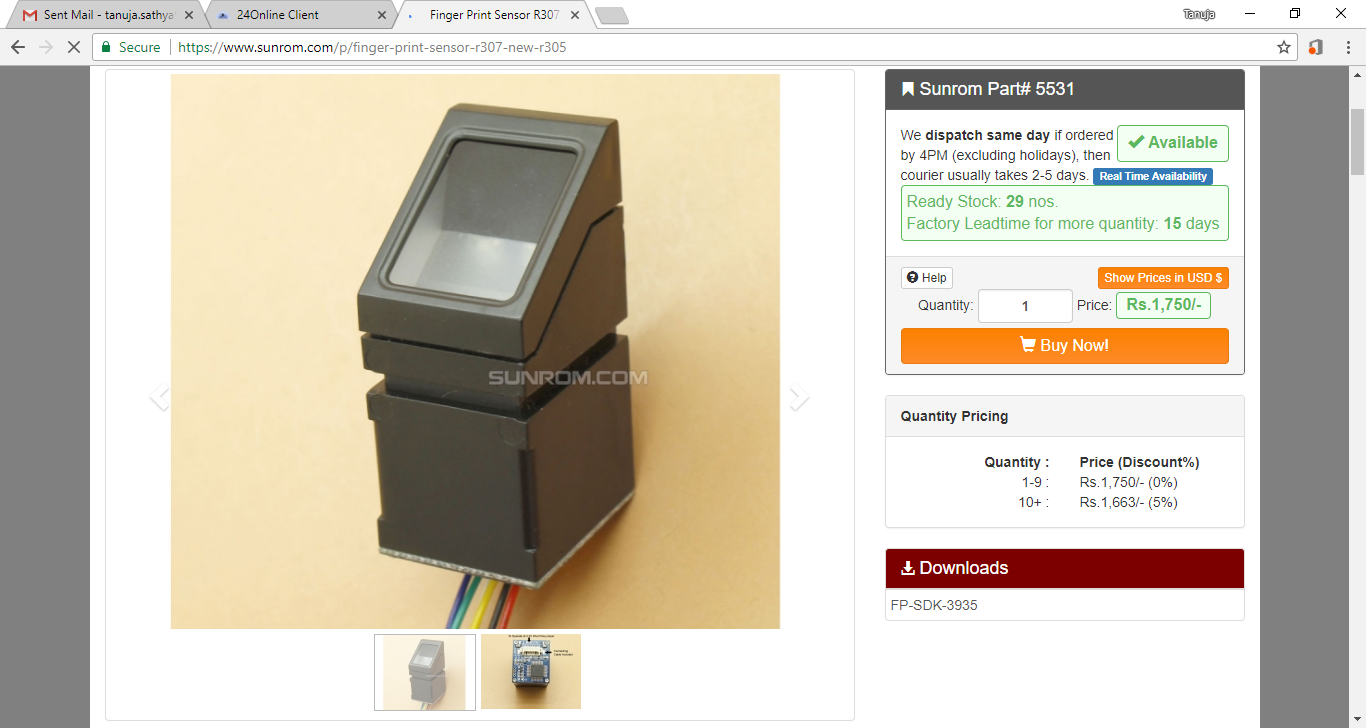 Sent Mail - tanuja.sathya
24Online Client
Finger Print Sensor R307
Tanuja
Secure
https://www.sunrom.com/p/finger-print-sensor-r307-new-r305
SUNROM.COM
Sunrom Part# 5531
We dispatch same day if ordered
by 4PM (excluding holidays), then
courier usually takes 2-5 days. Real Time Availability
Available
Ready Stock: 29 nos.
Factory Leadtime for more quantity: 15 days
Help
Show Prices in USD $
Quantity: 1 Price: Rs.1,750/-
Buy Now!
Quantity Pricing
Quantity : Price (Discount%)
1-9 : Rs.1,750/- (0%)
10+ : Rs.1,663/- (5%)
Downloads
FP-SDK-3935